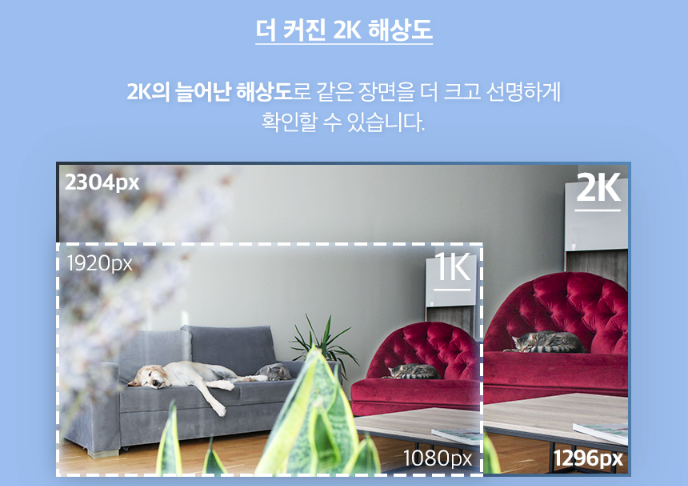 더 커진 2K 해상도
2K의 늘어난 해상도로 같은 장면을 더 크고 선명하게
확인할 수 있습니다.
2304px
2K
1920px
1K
1080px
1296px